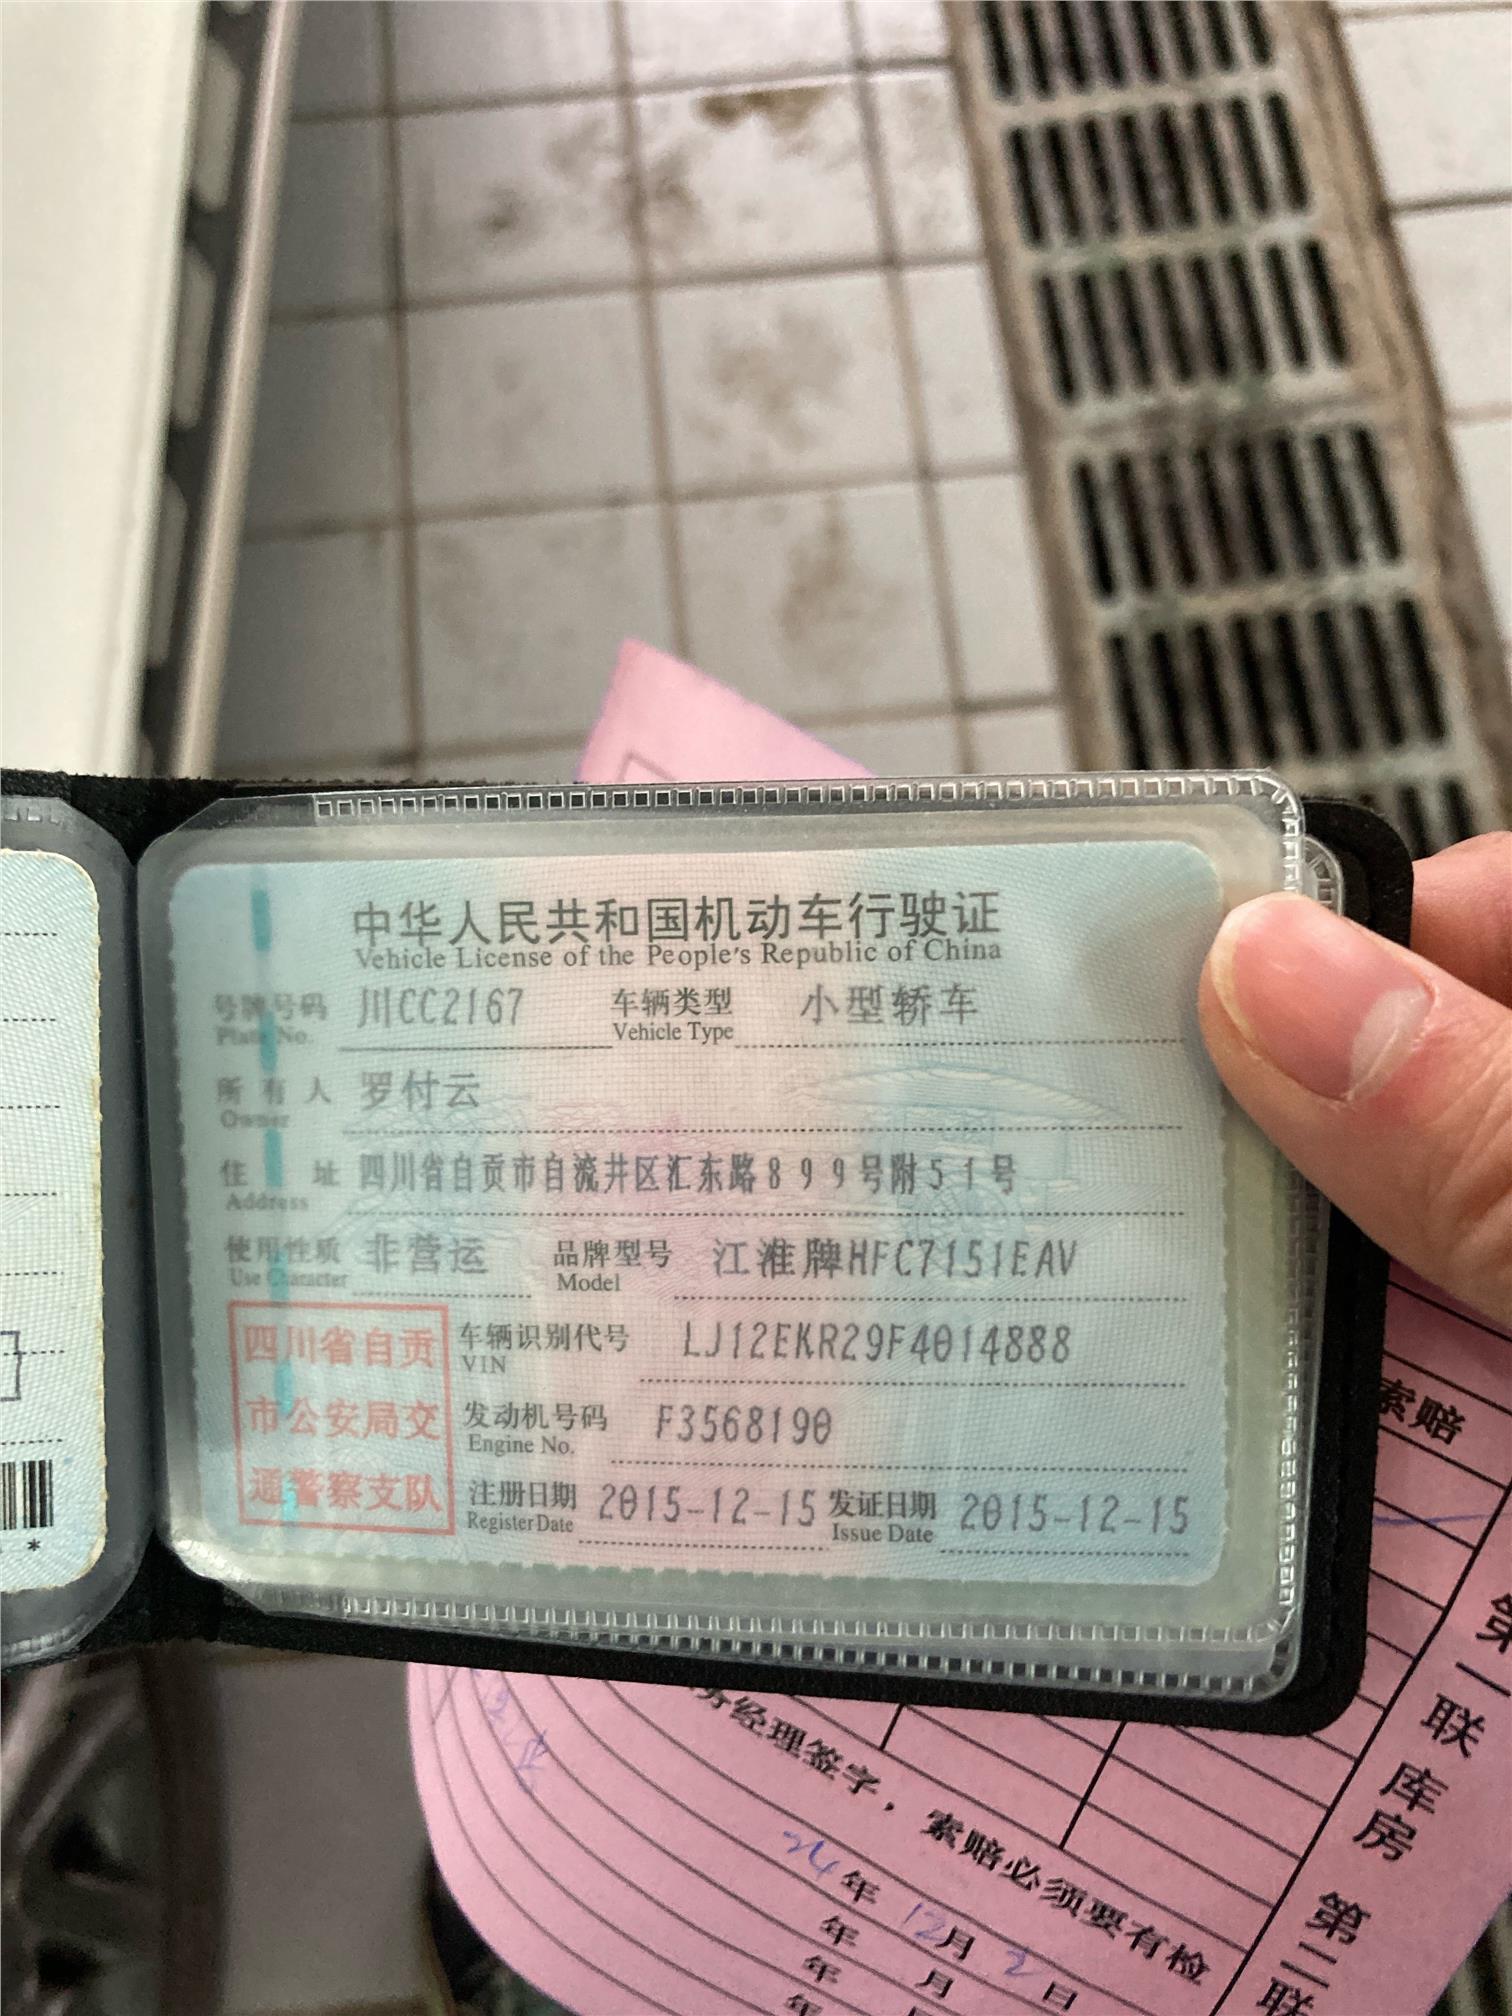 中华人民共和国机动车行驶证
Vehicle License of the People's Republic of China
号牌号码 川CC2167 车辆类型 小型轿车
Plate No. Vehicle Type
所有人 罗付云
Owner
住址 四川省自贡市自流井区汇东路899号附51号
Address
使用性质 非营运 品牌型号 江淮牌HFC7151EAV
Use Character Model
四川省自贡
市公安局交
通警察支队
车辆识别代号 LJ12EKR29F4014888
VIN
发动机号码 F3568190
Engine No.
注册日期 2015-12-15 发证日期 2015-12-15
Register Date Issue Date
*
索赔
第一联 库房 第二联
经理签字，索赔必须要有检
24年12月2日
年 月 日
年 月
年